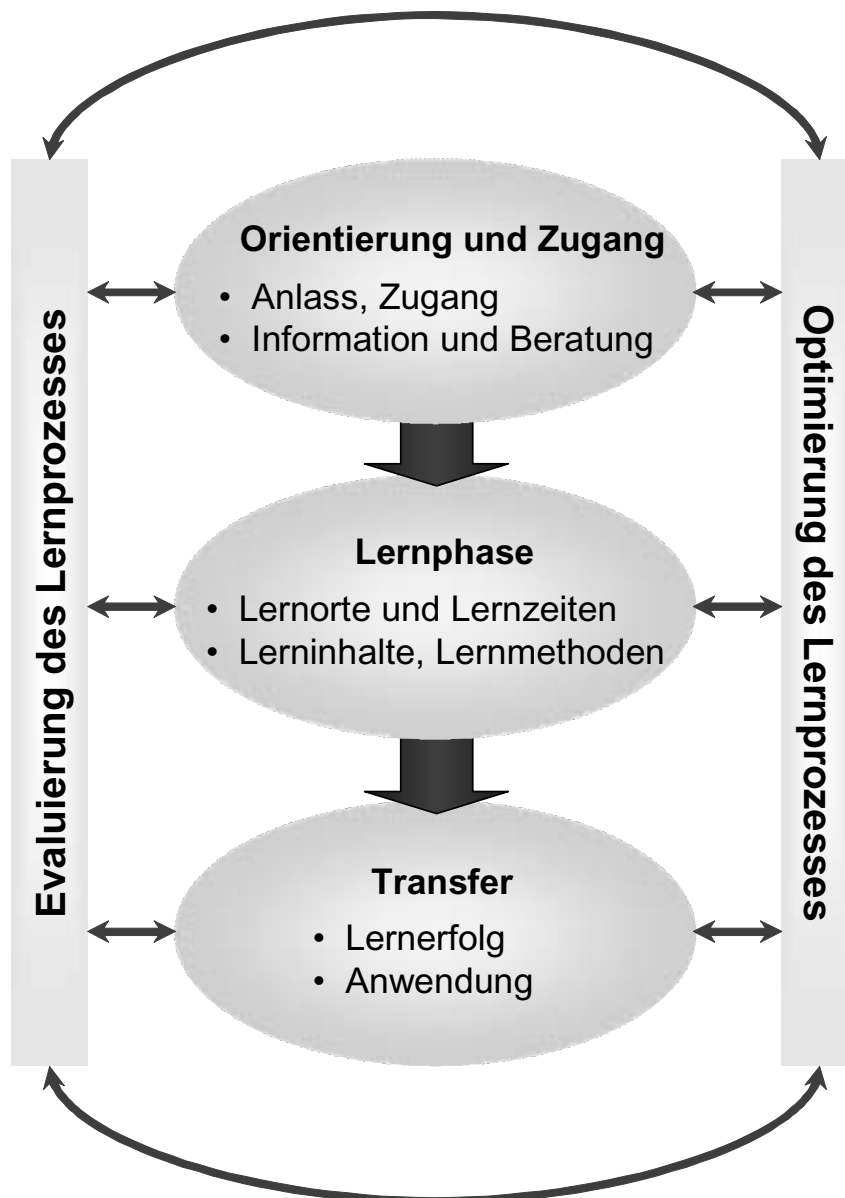 Evaluierung des Lernprozesses
Orientierung und Zugang
• Anlass, Zugang
• Information und Beratung
Lernphase
• Lernorte und Lernzeiten
• Lerninhalte, Lernmethoden
Transfer
• Lernerfolg
• Anwendung
Optimierung des Lernprozesses